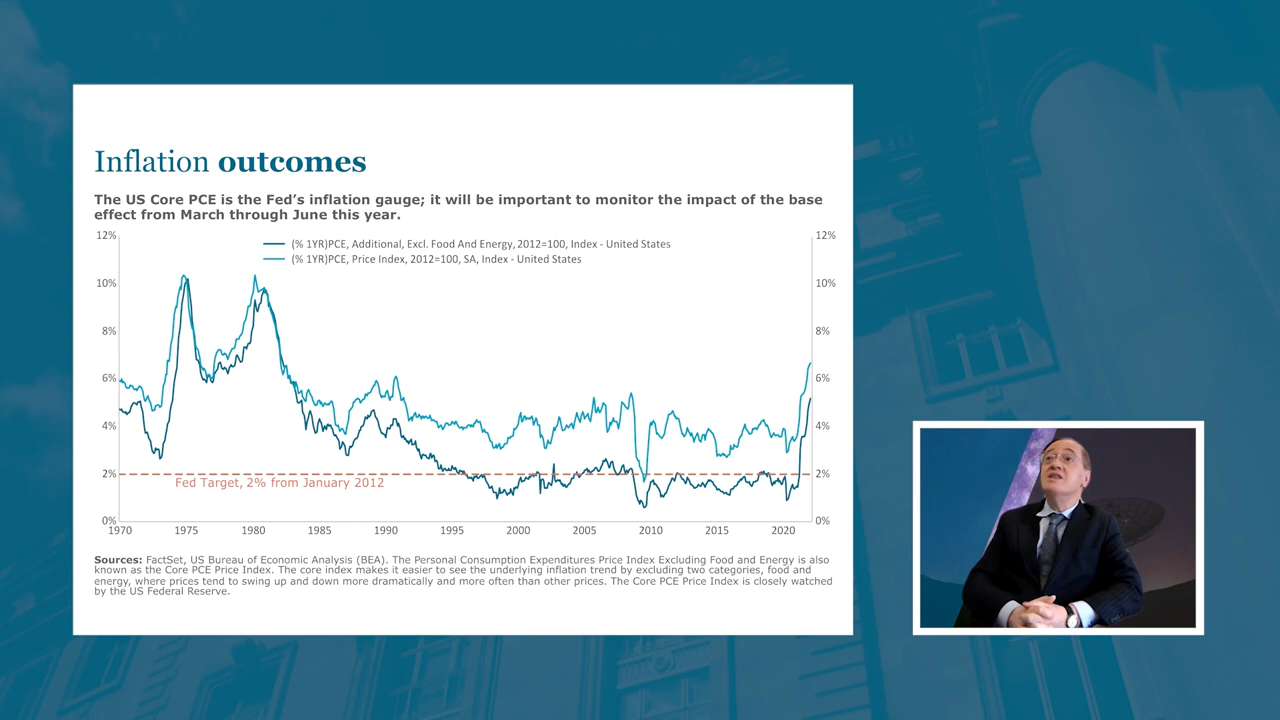 Inflation outcomes
The US Core PCE is the Fed’s inflation gauge; it will be important to monitor the impact of the base
effect from March through June this year.
12% 12%
(% 1YR)PCE, Additional, Excl. Food And Energy, 2012=100, Index - United States
(% 1YR)PCE, Price Index, 2012=100, SA, Index - United States
10% 10%
8% 8%
6% 6%
4% 4%
2% 2%
Fed Target, 2% from January 2012
0% 0%
1970 1975 1980 1985 1990 1995 2000 2005 2010 2015 2020
Sources: FactSet, US Bureau of Economic Analysis (BEA). The Personal Consumption Expenditures Price Index Excluding Food and Energy is also
known as the Core PCE Price Index. The core index makes it easier to see the underlying inflation trend by excluding two categories, food and
energy, where prices tend to swing up and down more dramatically and more often than other prices. The Core PCE Price Index is closely watched
by the US Federal Reserve.